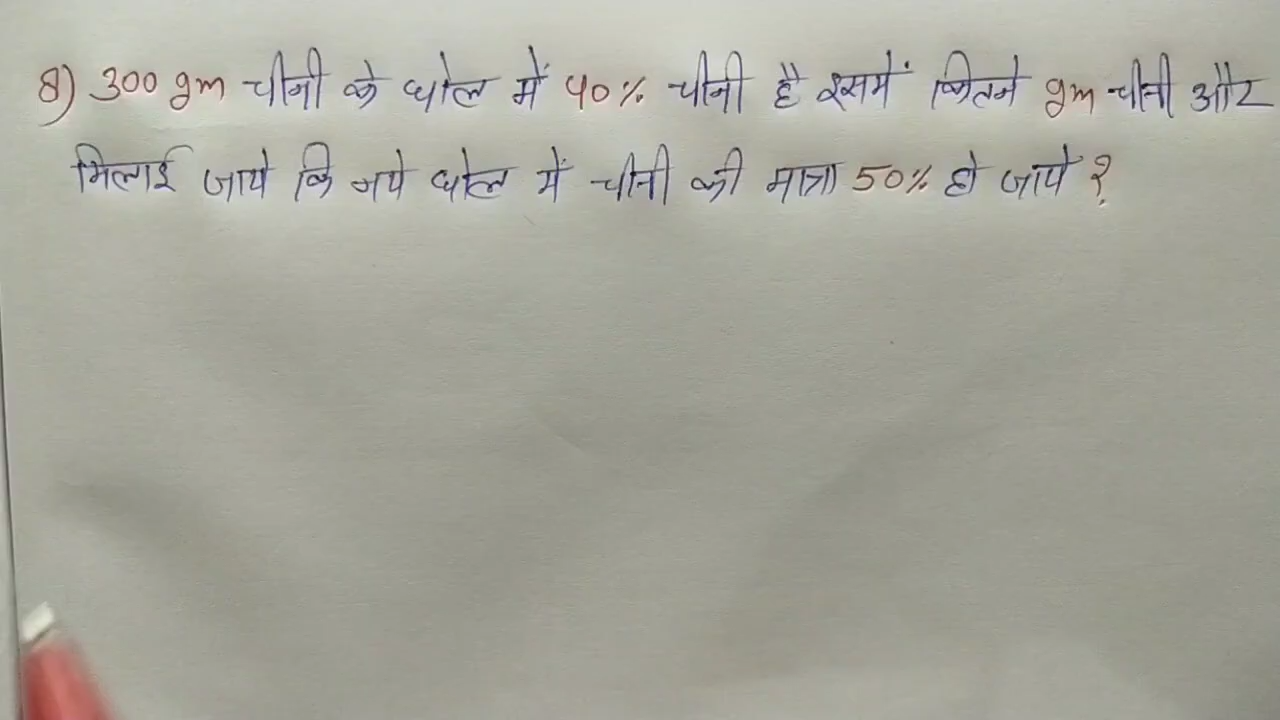 8) 300 gm चीनी के घोल में 40% चीनी है इसमें कितने gm चीनी और
मिलाई जाये कि नये घोल में चीनी की मात्रा 50% हो जाये ?